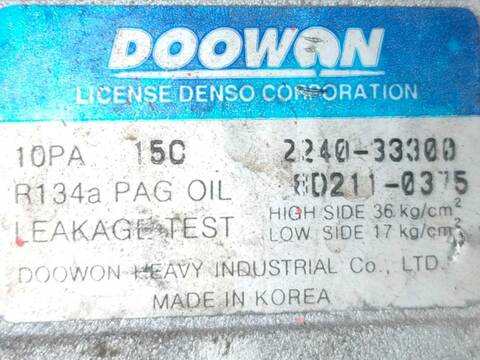 DOOWON
LICENSE DENSO CORPORATION
10PA 15C 2240-33300
R134a PAG OIL 8D211-0375
LEAKAGE TEST HIGH SIDE 36 kg/cm²
LOW SIDE 17 kg/cm²
DOOWON HEAVY INDUSTRIAL Co., LTD.
MADE IN KOREA